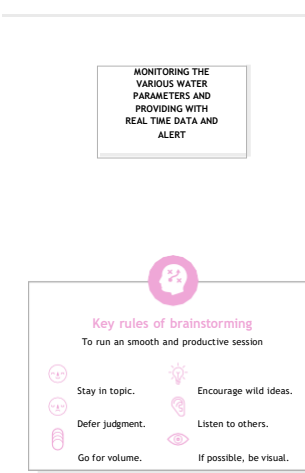 MONITORING THE
VARIOUS WATER
PARAMETERS AND
PROVIDING WITH
REAL TIME DATA AND
ALERT
Key rules of brainstorming
To run an smooth and productive session
Stay in topic.
Encourage wild ideas.
Defer judgment.
Listen to others.
Go for volume.
If possible, be visual.